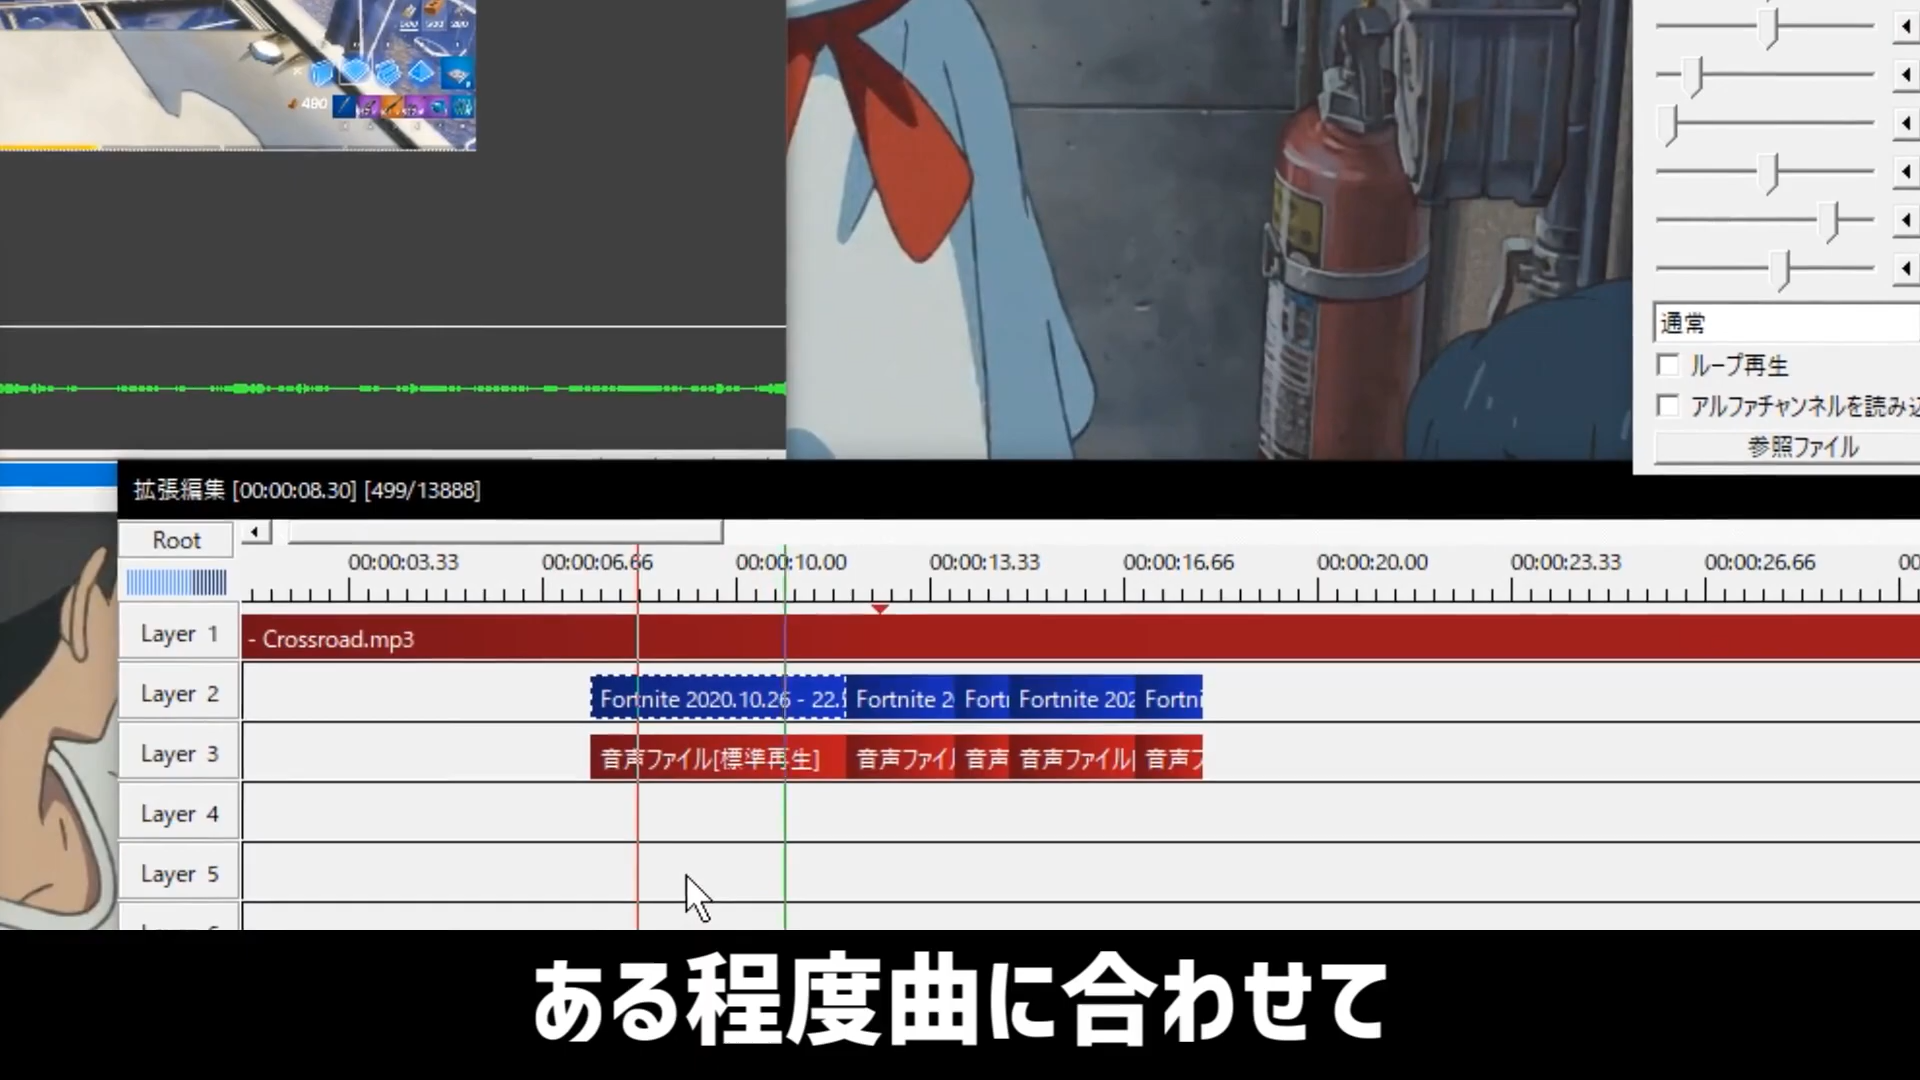 490
通常
ループ再生
アルファチャンネルを読み込
参照ファイル
拡張編集 [00:00:08.30] [499/13888]
Root
00:00:03.33 00:00:06.66 00:00:10.00 00:00:13.33 00:00:16.66 00:00:20.00 00:00:23.33 00:00:26.66 00
Layer 1 - Crossroad.mp3
Layer 2 Fortnite 2020.10.26 - 22. Fortnite 2 Fort Fortnite 202 Fortni
Layer 3 音声ファイル[標準再生] 音声ファイ 音声 音声ファイル[ 音声フ
Layer 4
Layer 5
ある程度曲に合わせて